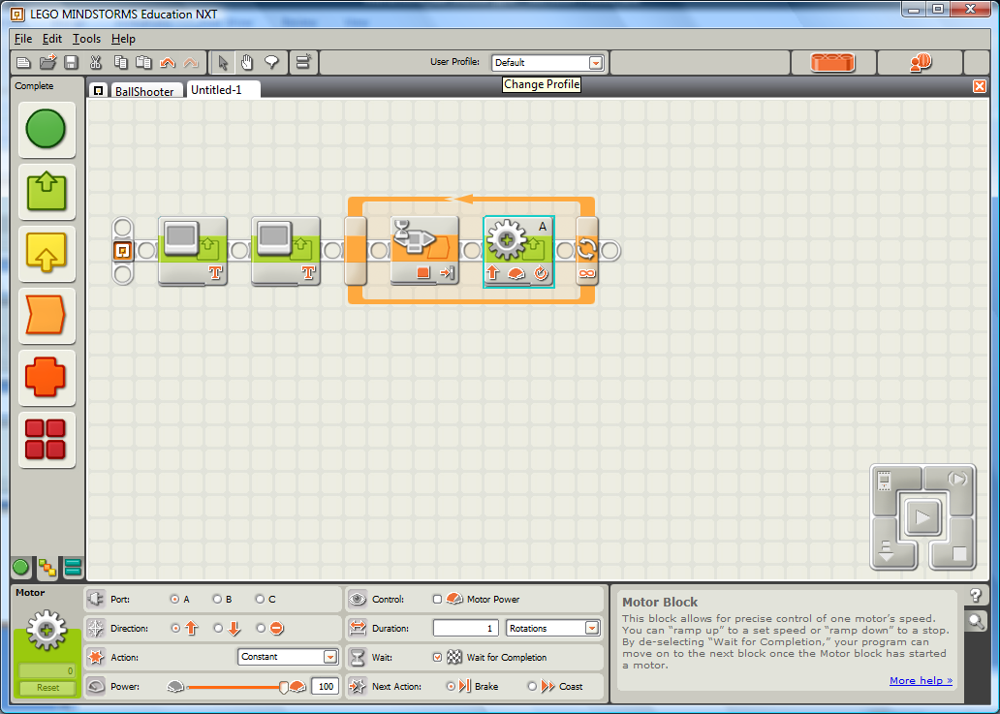 LEGO MINDSTORMS Education NXT
File Edit Tools Help
User Profile: Default
Change Profile
Complete
BallShooter Untitled-1
A
T T
Motor
0
Reset
Port: A B C
Direction:
Action: Constant
Power: 100
Control: Motor Power
Duration: 1 Rotations
Wait: Wait for Completion
Next Action: Brake Coast
Motor Block
This block allows for precise control of one motor's speed.
You can "ramp up" to a set speed or "ramp down" to a stop.
By de-selecting "Wait for Completion," your program can
move on to the next block once the Motor block has started
a motor.
More help »